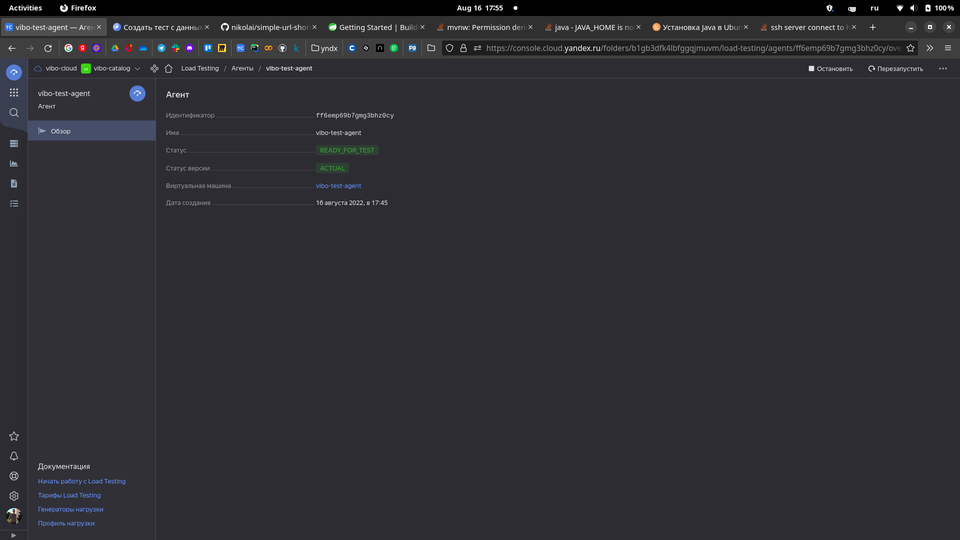 Activities
Firefox
Aug 16 17:55
ru
100%
vibo-test-agent — Аген
Создать тест с данны
nikolai/simple-url-shor
Getting Started | Build
mvnw: Permission den
java - JAVA_HOME is no
Установка Java в Ubun
ssh server connect to h
yndx
https://console.cloud.yandex.ru/folders/b1gb3dfk4lbfggqjmuvm/load-testing/agents/ff6emp69b7gmg3bhz0cy/ove
vibo-cloud
vibo-catalog
Load Testing / Агенты / vibo-test-agent
Остановить
Перезапустить
vibo-test-agent
Агент
Обзор
Агент
Идентификатор ff6emp69b7gmg3bhz0cy
Имя vibo-test-agent
Статус READY_FOR_TEST
Статус версии ACTUAL
Виртуальная машина vibo-test-agent
Дата создания 16 августа 2022, в 17:45
Документация
Начать работу с Load Testing
Тарифы Load Testing
Генераторы нагрузки
Профиль нагрузки